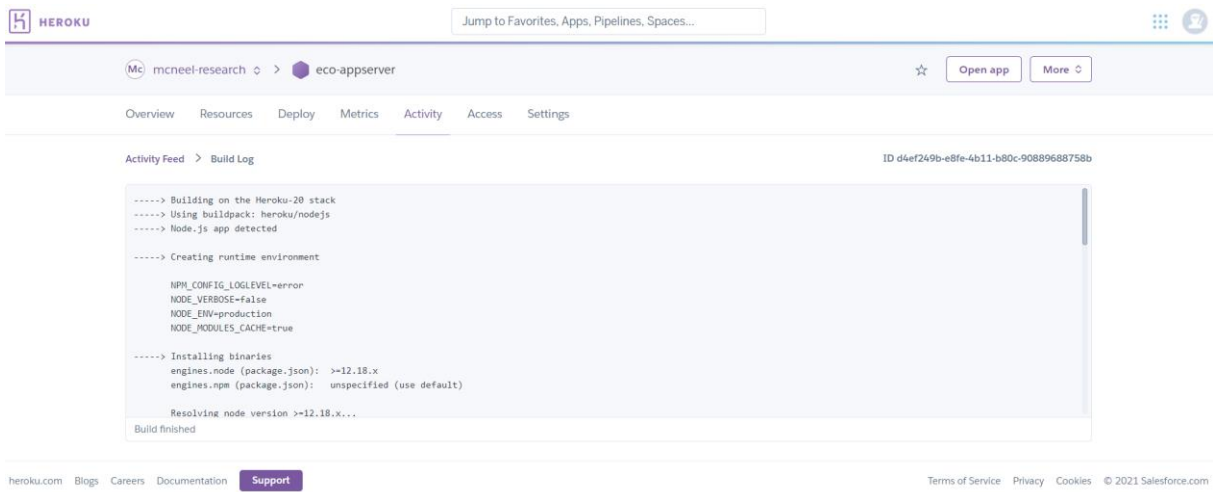 HEROKU
Jump to Favorites, Apps, Pipelines, Spaces...
Mc mcneel-research > eco-appserver
Open app More
Overview Resources Deploy Metrics Activity Access Settings
Activity Feed > Build Log
ID d4ef249b-e8fe-4b11-b80c-90889688758b
-----> Building on the Heroku-20 stack
-----> Using buildpack: heroku/nodejs
-----> Node.js app detected
-----> Creating runtime environment
NPM_CONFIG_LOGLEVEL=error
NODE_VERBOSE=false
NODE_ENV=production
NODE_MODULES_CACHE=true
-----> Installing binaries
engines.node (package.json): >=12.18.x
engines.npm (package.json): unspecified (use default)
Resolving node version >=12.18.x...
Build finished
heroku.com Blogs Careers Documentation Support
Terms of Service Privacy Cookies © 2021 Salesforce.com